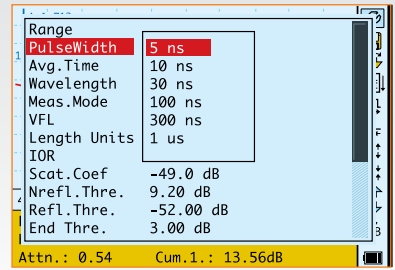 Range
PulseWidth 5 ns
Avg.Time 10 ns
Wavelength 30 ns
Meas.Mode 100 ns
VFL 300 ns
Length Units 1 us
IOR
Scat.Coef -49.0 dB
Nrefl.Thre. 9.20 dB
Refl.Thre. -52.00 dB
End Thre. 3.00 dB
Attn.: 0.54 Cum.1.: 13.56dB